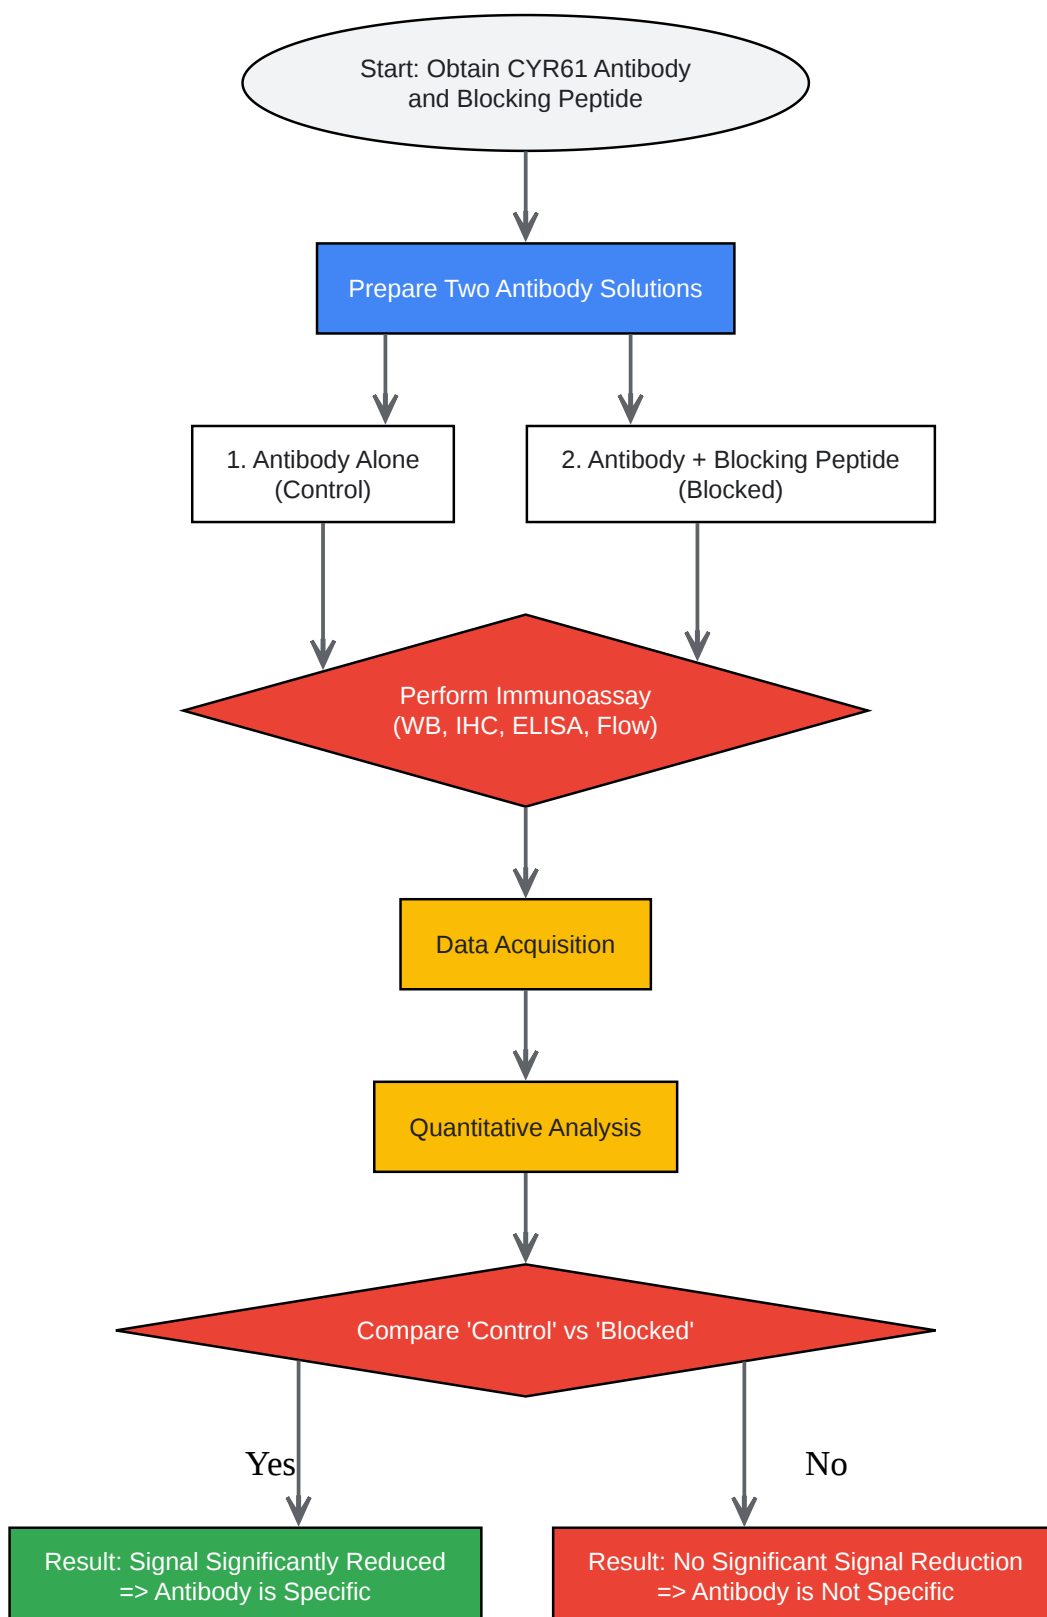 Start: Obtain CYR61 Antibody
and Blocking Peptide
Prepare Two Antibody Solutions
1. Antibody Alone
(Control)
2. Antibody + Blocking Peptide
(Blocked)
Perform Immunoassay
(WB, IHC, ELISA, Flow)
Data Acquisition
Quantitative Analysis
Compare 'Control' vs 'Blocked'
Yes
No
Result: Signal Significantly Reduced
=> Antibody is Specific
Result: No Significant Signal Reduction
=> Antibody is Not Specific